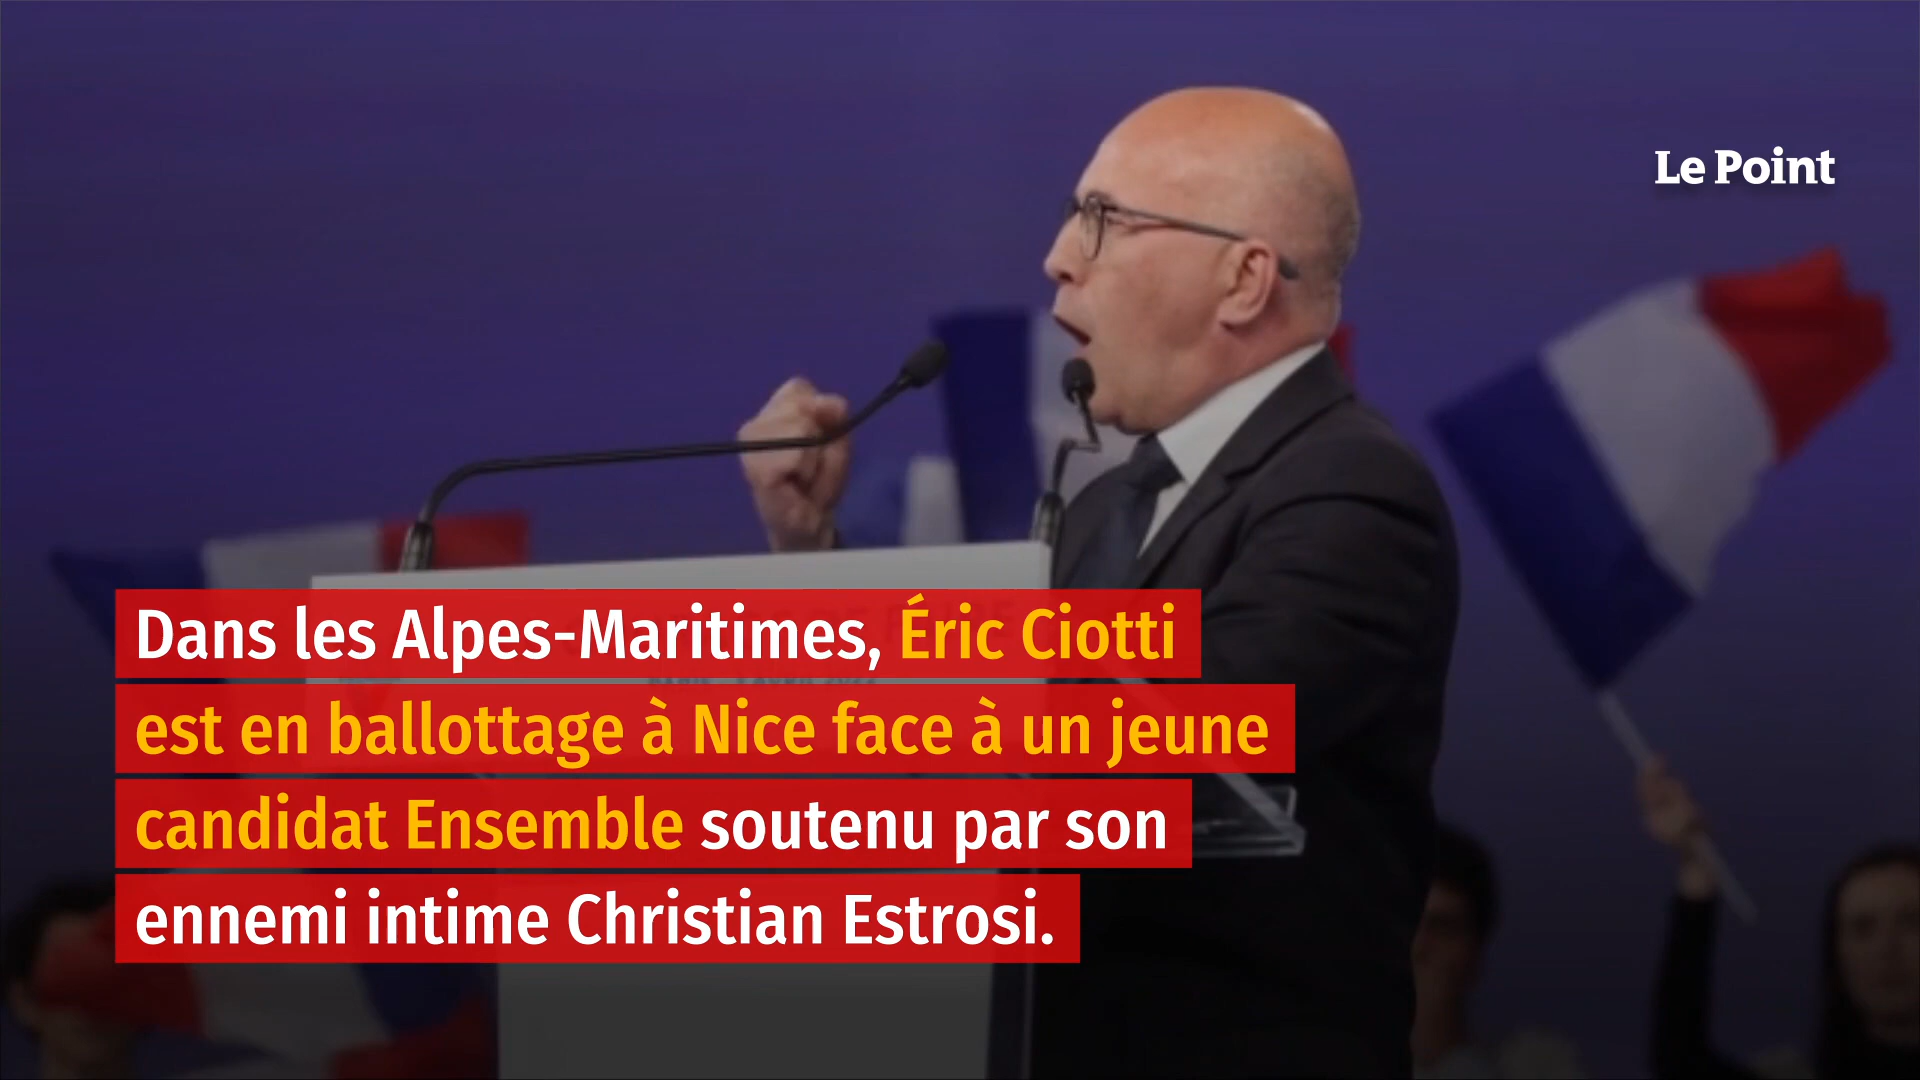 Le Point
Dans les Alpes-Maritimes, Éric Ciotti
est en ballottage à Nice face à un jeune
candidat Ensemble soutenu par son
ennemi intime Christian Estrosi.